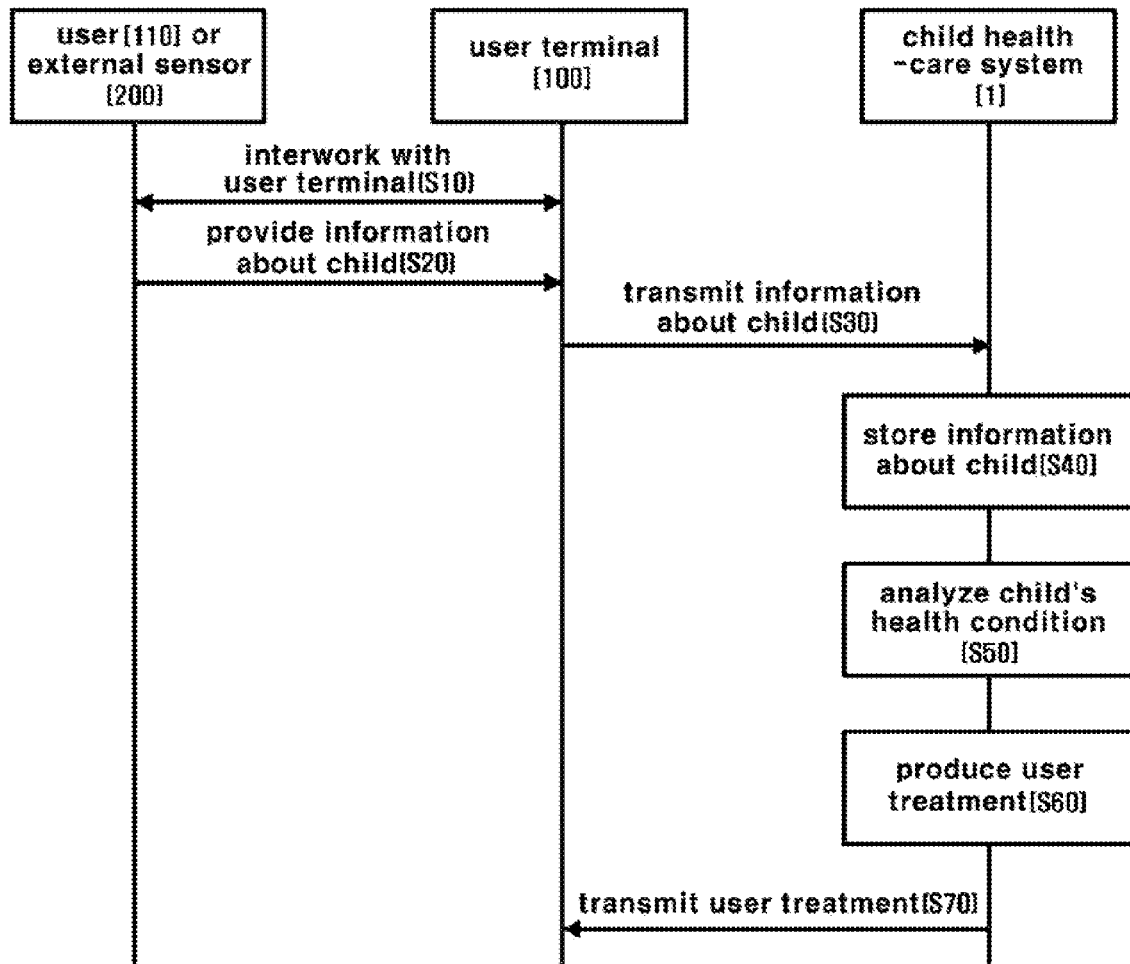 user[110] or
external sensor
[200]
user terminal
[100]
child health
-care system
[1]
interwork with
user terminal[S10]
provide information
about child[S20]
transmit information
about child[S30]
store information
about child[S40]
analyze child's
health condition
[S50]
produce user
treatment[S60]
transmit user treatment[S70]